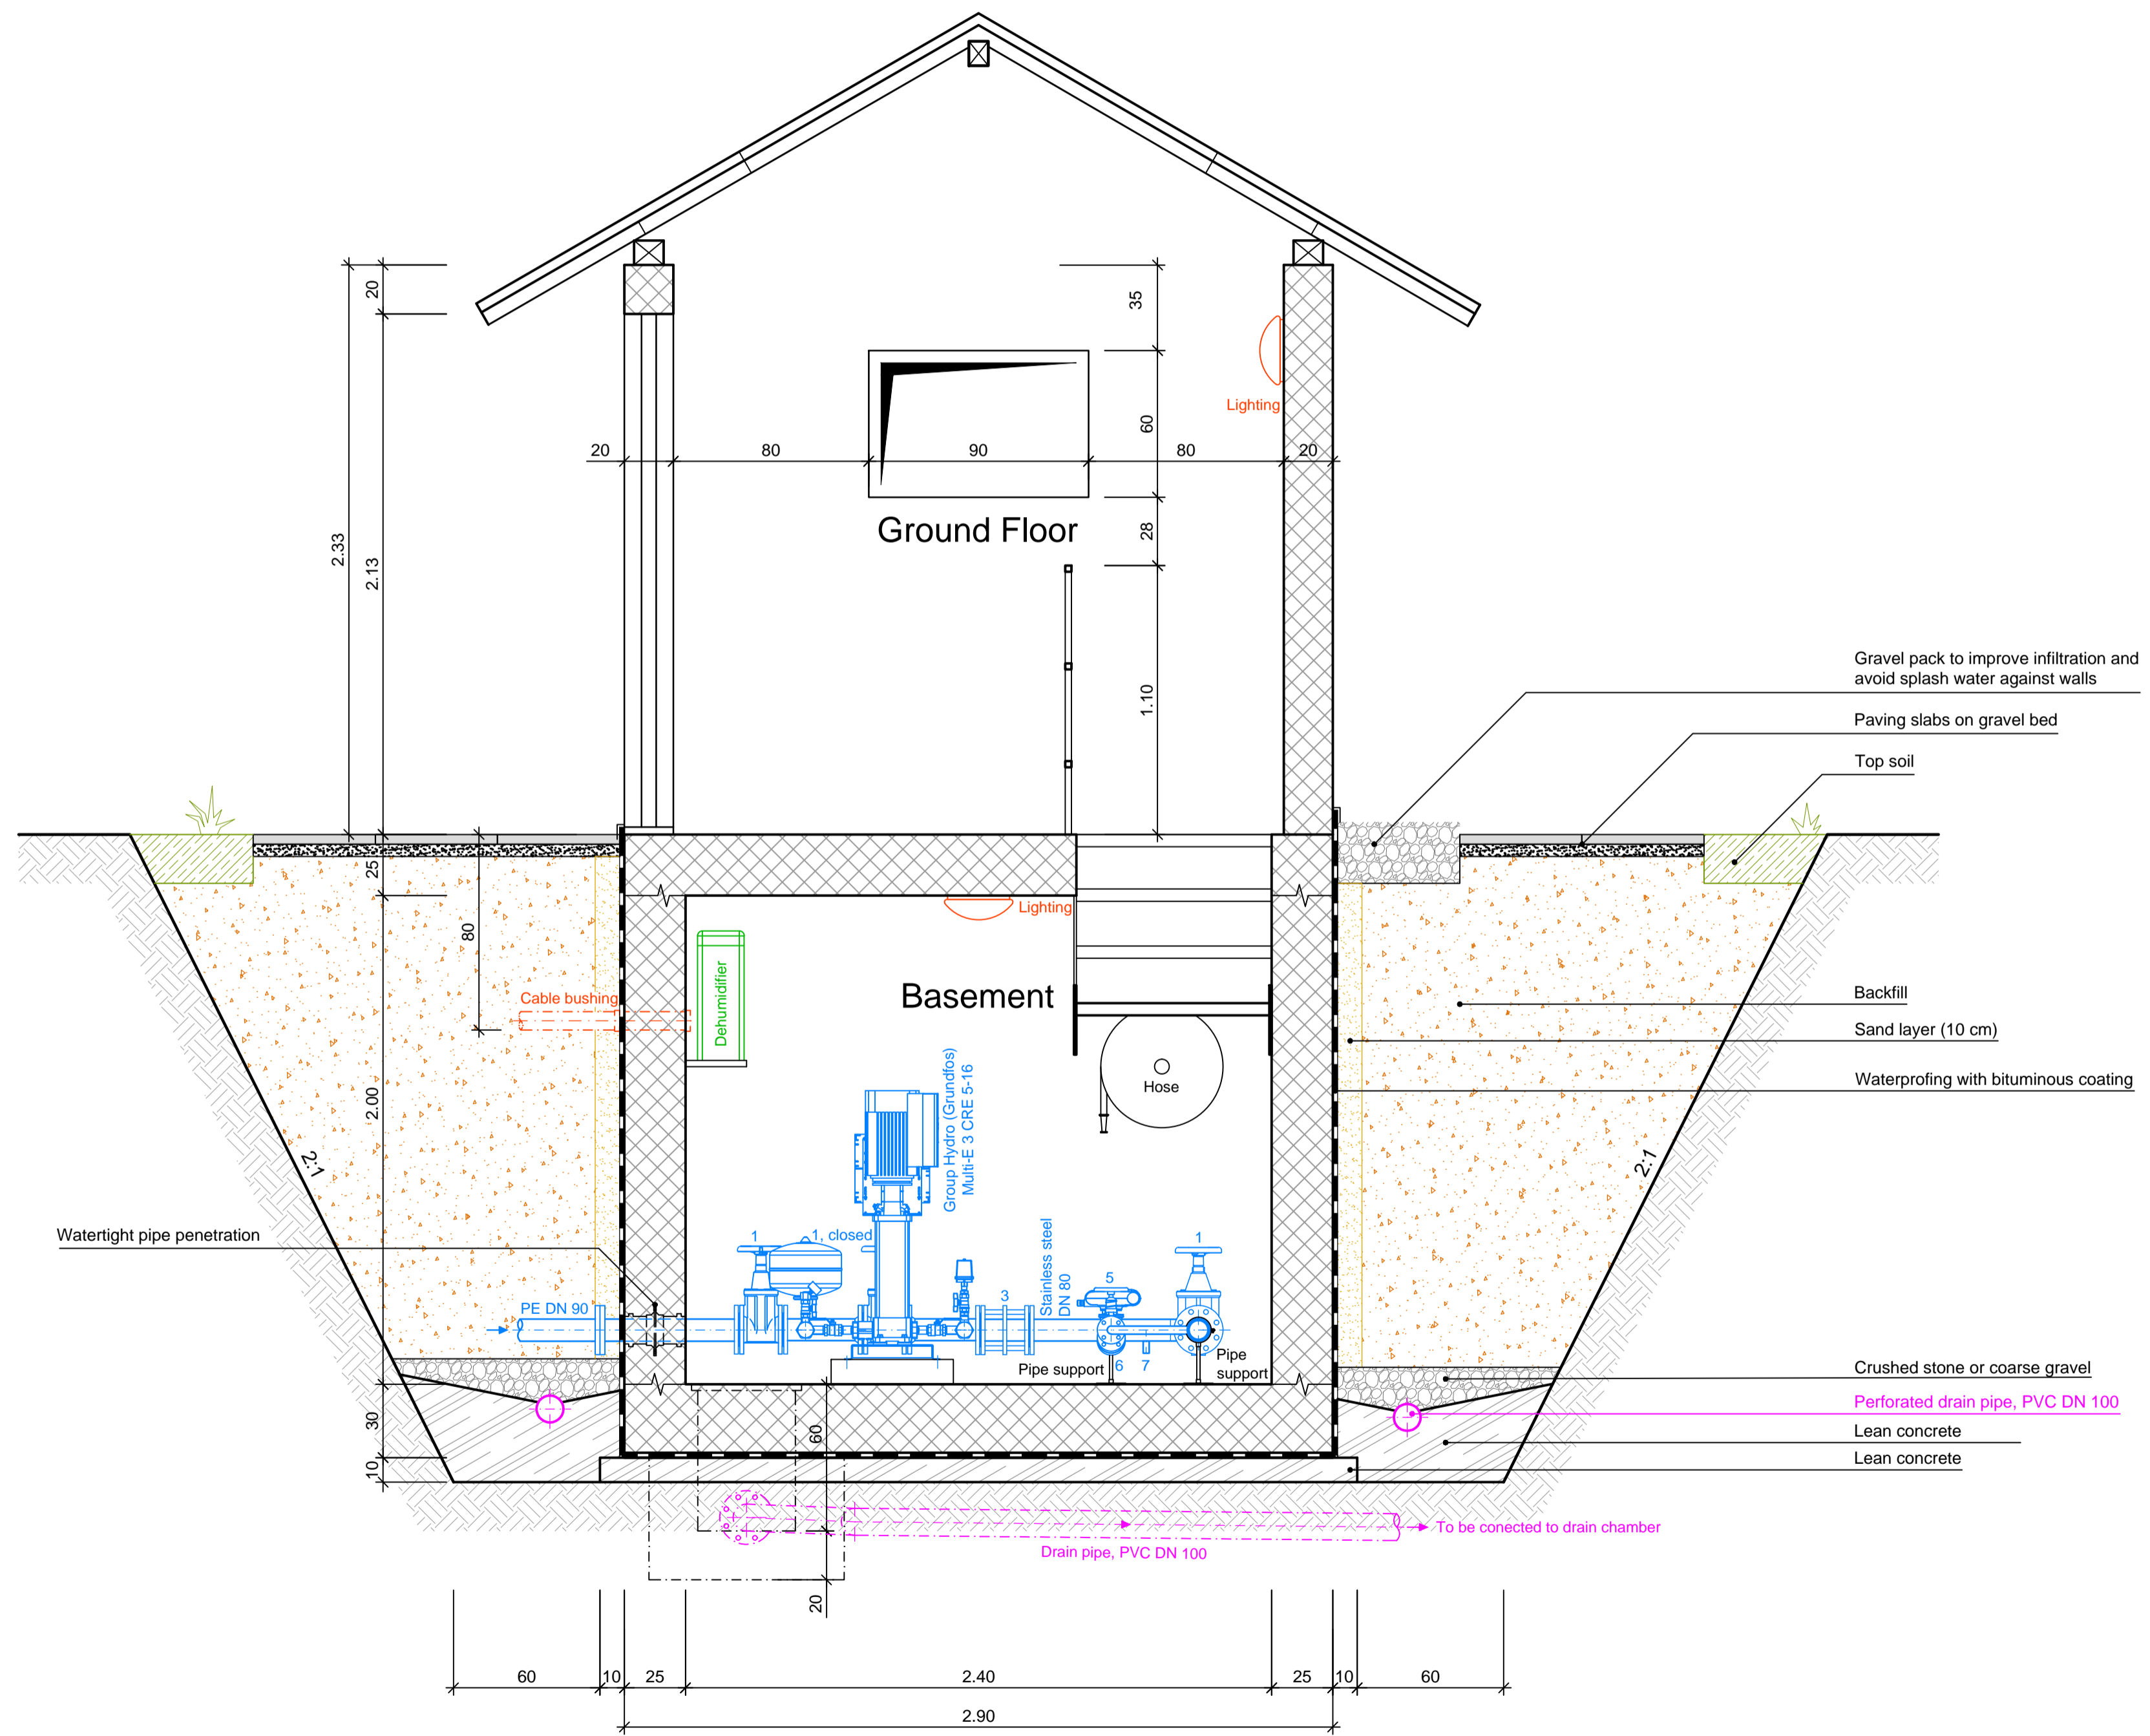 20
35
Lighting
60
20
80
90
80
20
Ground Floor
2.33
2.13
28
1.10
Gravel pack to improve infiltration and
avoid splash water against walls
Paving slabs on gravel bed
Top soil
25
80
Lighting
Cable bushing
Dehumidifier
Basement
Backfill
Sand layer (10 cm)
Hose
Waterprofing with bituminous coating
2.00
Group Hydro (Grundfos)
Multi-E 3 CRE 5-16
2:1
2:1
Watertight pipe penetration
1
1, closed
1
Stainless steel
DN 80
5
3
PE DN 90
Pipe support
6
7
Pipe
support
Crushed stone or coarse gravel
Perforated drain pipe, PVC DN 100
30
60
Lean concrete
Lean concrete
10
To be conected to drain chamber
Drain pipe, PVC DN 100
20
60
10
25
2.40
25
10
60
2.90